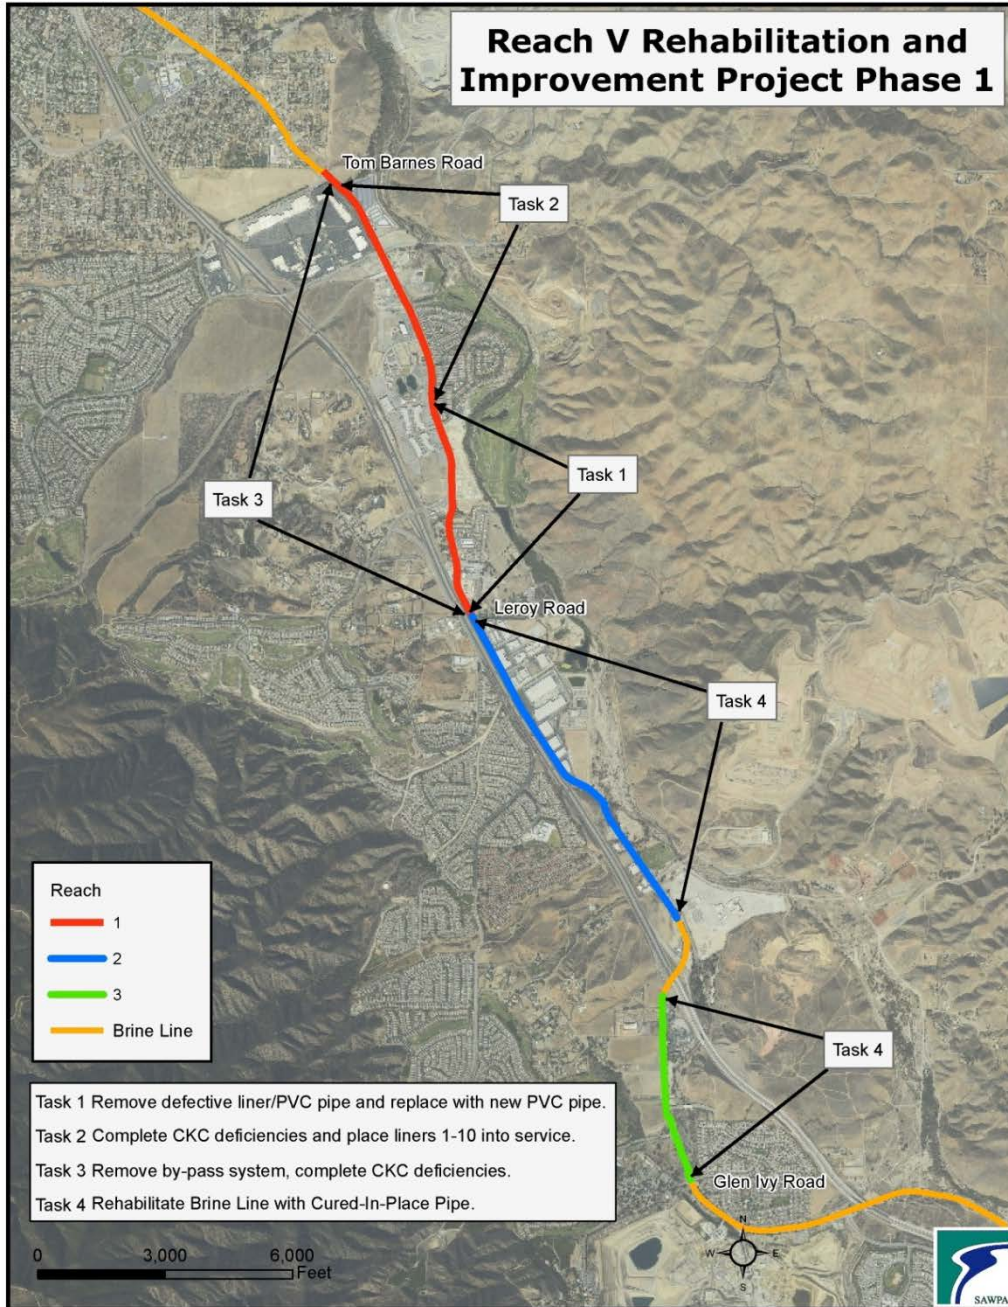 Reach V Rehabilitation and
Improvement Project Phase 1
Tom Barnes Road
Task 2
Task 1
Task 3
Leroy Road
Task 4
Reach
1
2
3
Brine Line
Task 4
Task 1 Remove defective liner/PVC pipe and replace with new PVC pipe.
Task 2 Complete CKC deficiencies and place liners 1-10 into service.
Task 3 Remove by-pass system, complete CKC deficiencies.
Task 4 Rehabilitate Brine Line with Cured-In-Place Pipe.
Glen Ivy Road
N
W E
S
0 3,000 6,000
Feet
SAWPA